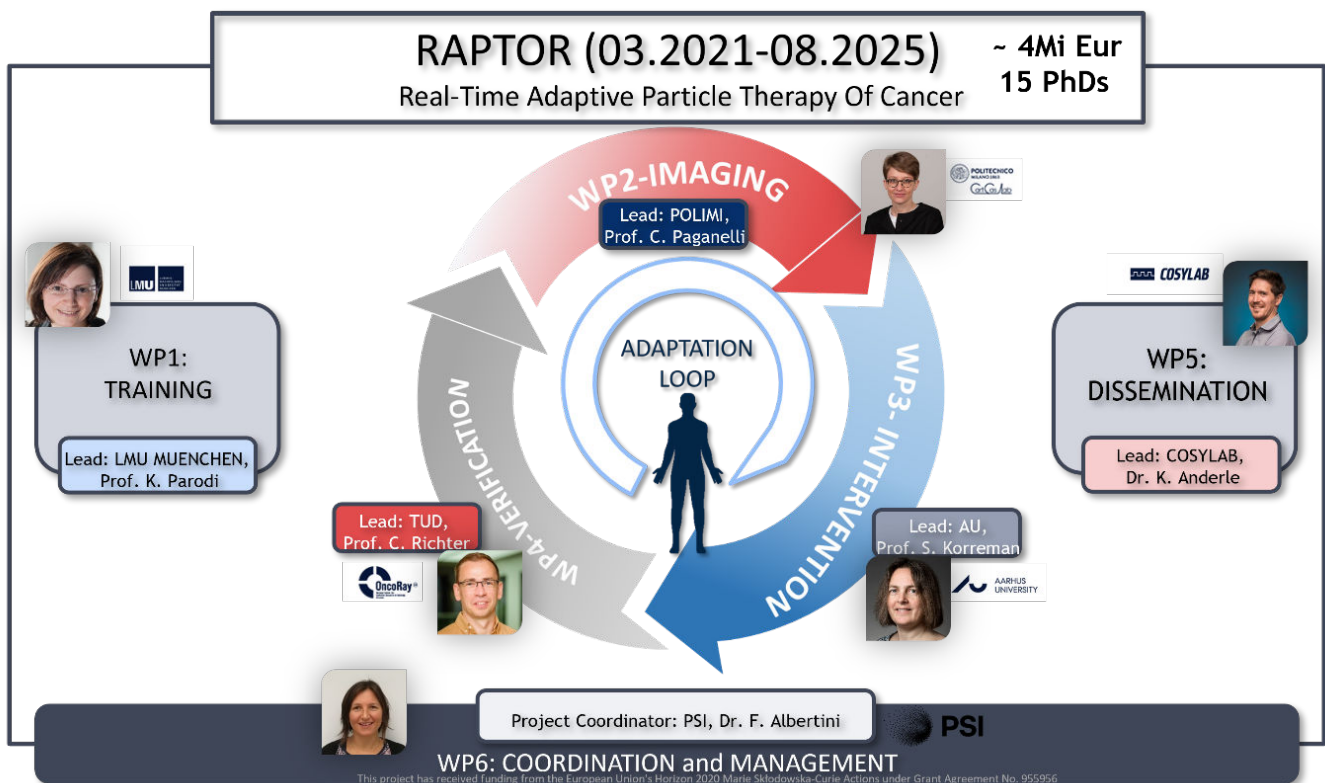 RAPTOR (03.2021-08.2025)
Real-Time Adaptive Particle Therapy Of Cancer
~ 4Mi Eur
15 PhDs
WP2-IMAGING
Lead: POLIMI,
Prof. C. Paganelli
POLITECNICO
MILANO 1863
CartCasLab
LMU
WP1:
TRAINING
Lead: LMU MUENCHEN,
Prof. K. Parodi
ADAPTATION
LOOP
WP3- INTERVENTION
WP4-VERIFICATION
COSYLAB
WP5:
DISSEMINATION
Lead: COSYLAB,
Dr. K. Anderle
Lead: TUD,
Prof. C. Richter
OncoRay
Lead: AU,
Prof. S. Korreman
AARHUS
UNIVERSITY
Project Coordinator: PSI, Dr. F. Albertini
PSI
WP6: COORDINATION and MANAGEMENT
This project has received funding from the European Union's Horizon 2020 Marie Skłodowska-Curie Actions under Grant Agreement No. 955956